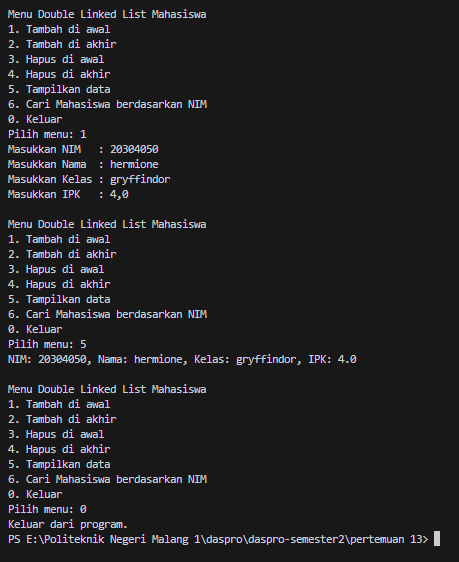 Menu Double Linked List Mahasiswa
1. Tambah di awal
2. Tambah di akhir
3. Hapus di awal
4. Hapus di akhir
5. Tampilkan data
6. Cari Mahasiswa berdasarkan NIM
0. Keluar
Pilih menu: 1
Masukkan NIM   : 20304050
Masukkan Nama  : hermione
Masukkan Kelas : gryffindor
Masukkan IPK   : 4,0

Menu Double Linked List Mahasiswa
1. Tambah di awal
2. Tambah di akhir
3. Hapus di awal
4. Hapus di akhir
5. Tampilkan data
6. Cari Mahasiswa berdasarkan NIM
0. Keluar
Pilih menu: 5
NIM: 20304050, Nama: hermione, Kelas: gryffindor, IPK: 4.0

Menu Double Linked List Mahasiswa
1. Tambah di awal
2. Tambah di akhir
3. Hapus di awal
4. Hapus di akhir
5. Tampilkan data
6. Cari Mahasiswa berdasarkan NIM
0. Keluar
Pilih menu: 0
Keluar dari program.
PS E:\Politeknik Negeri Malang 1\daspro\daspro-semester2\pertemuan 13>